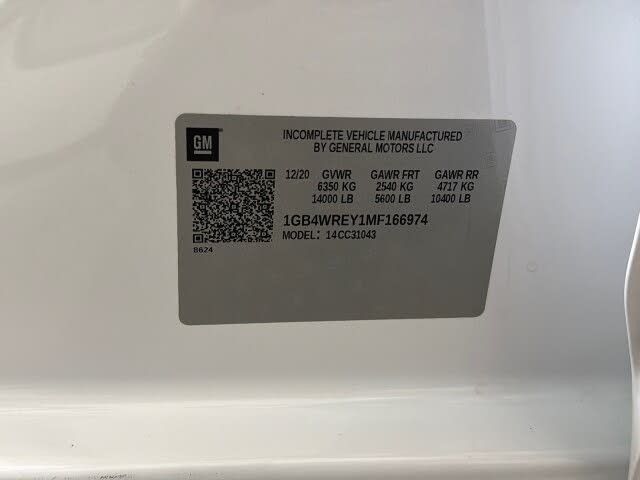 GM
INCOMPLETE VEHICLE MANUFACTURED
BY GENERAL MOTORS LLC
12/20 GVWR GAWR FRT GAWR RR
6350 KG 2540 KG 4717 KG
14000 LB 5600 LB 10400 LB
1GB4WREY1MF166974
MODEL: 14CC31043
8624